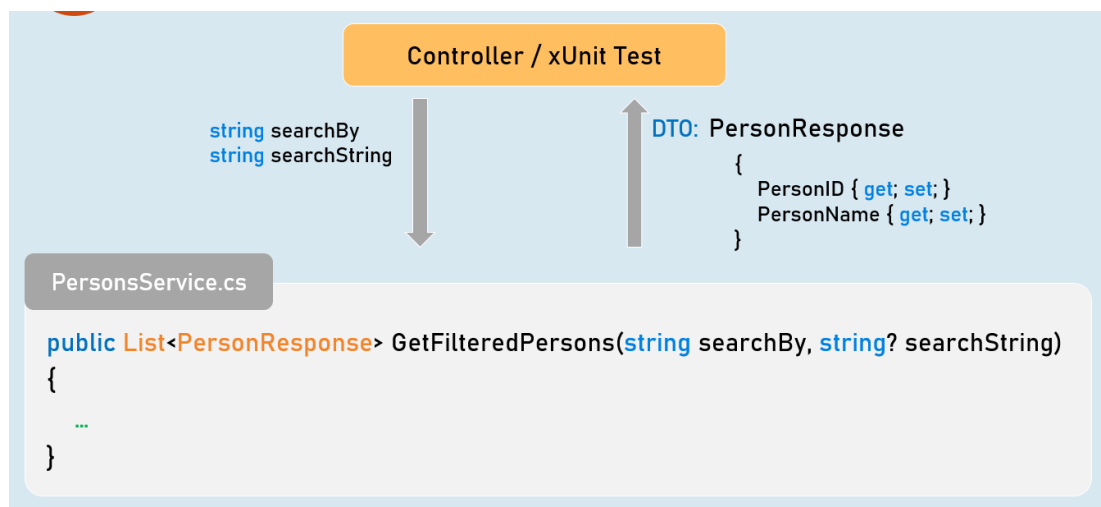 Controller / xUnit Test
string searchBy
string searchString
DTO: PersonResponse
{
PersonID { get; set; }
PersonName { get; set; }
}
PersonsService.cs
public List<PersonResponse> GetFilteredPersons(string searchBy, string? searchString)
{
...
}